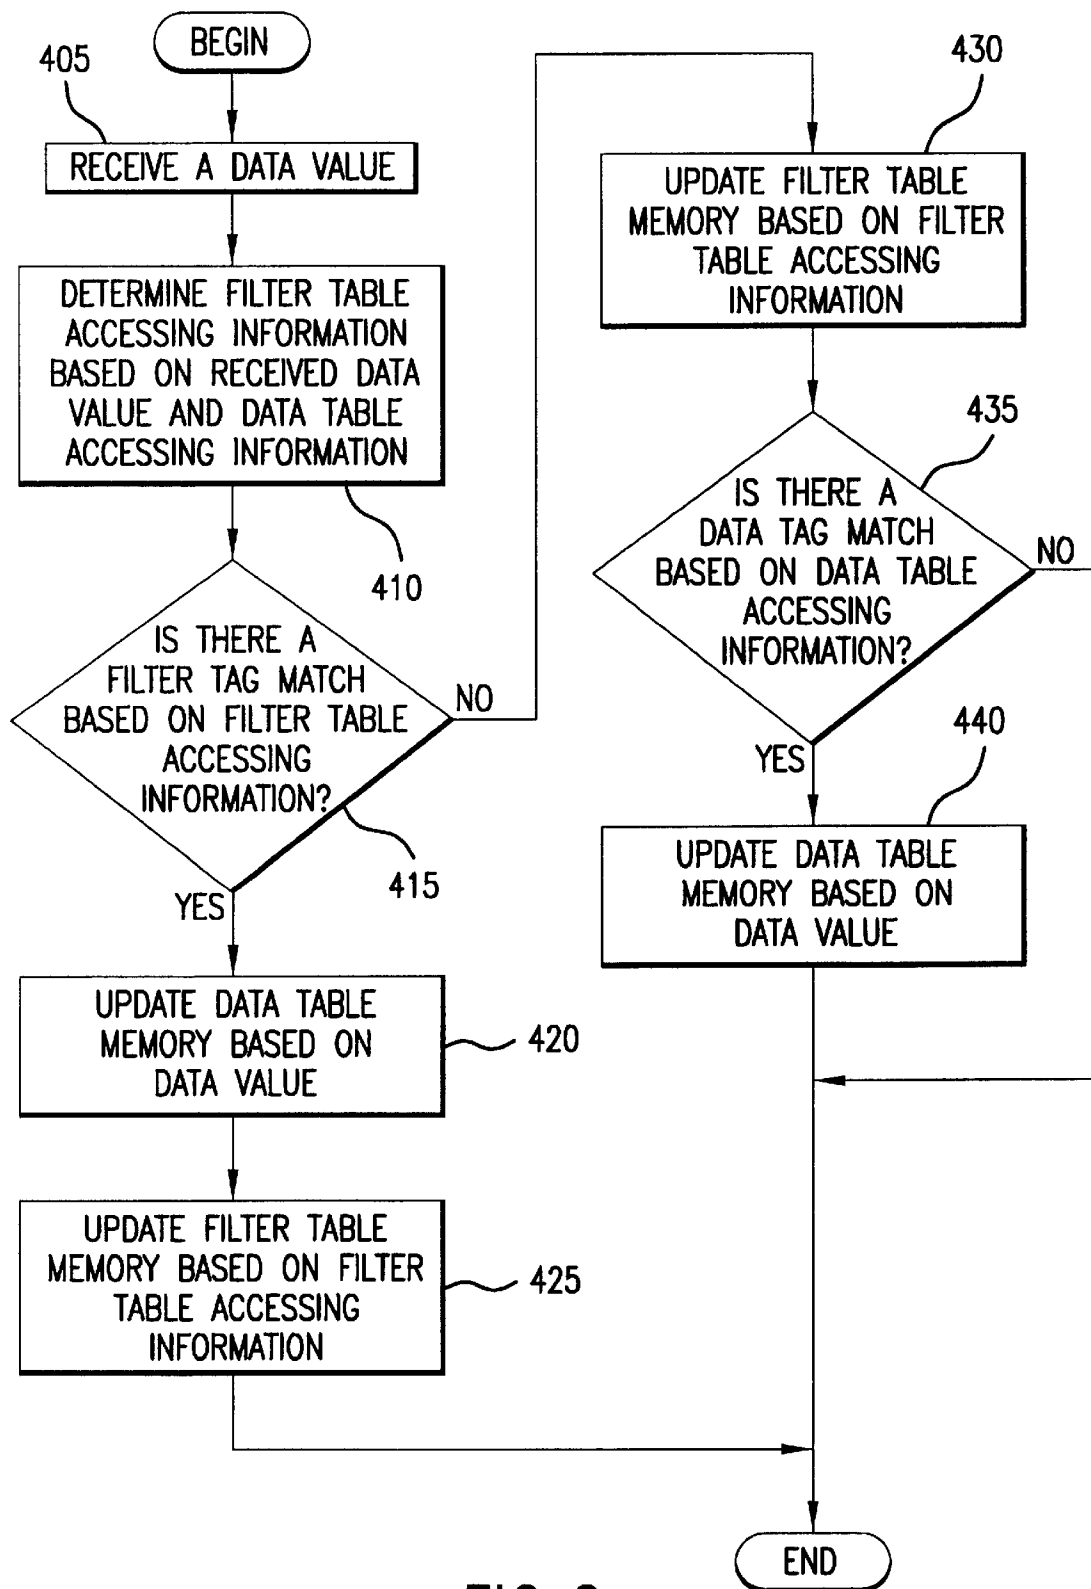 BEGIN
405
RECEIVE A DATA VALUE
DETERMINE FILTER TABLE
ACCESSING INFORMATION
BASED ON RECEIVED DATA
VALUE AND DATA TABLE
ACCESSING INFORMATION
410
IS THERE A
FILTER TAG MATCH
BASED ON FILTER TABLE
ACCESSING
INFORMATION?
NO
415
YES
UPDATE DATA TABLE
MEMORY BASED ON
DATA VALUE
420
UPDATE FILTER TABLE
MEMORY BASED ON FILTER
TABLE ACCESSING
INFORMATION
425
430
UPDATE FILTER TABLE
MEMORY BASED ON FILTER
TABLE ACCESSING
INFORMATION
435
IS THERE A
DATA TAG MATCH
BASED ON DATA TABLE
ACCESSING
INFORMATION?
NO
YES
440
UPDATE DATA TABLE
MEMORY BASED ON
DATA VALUE
END